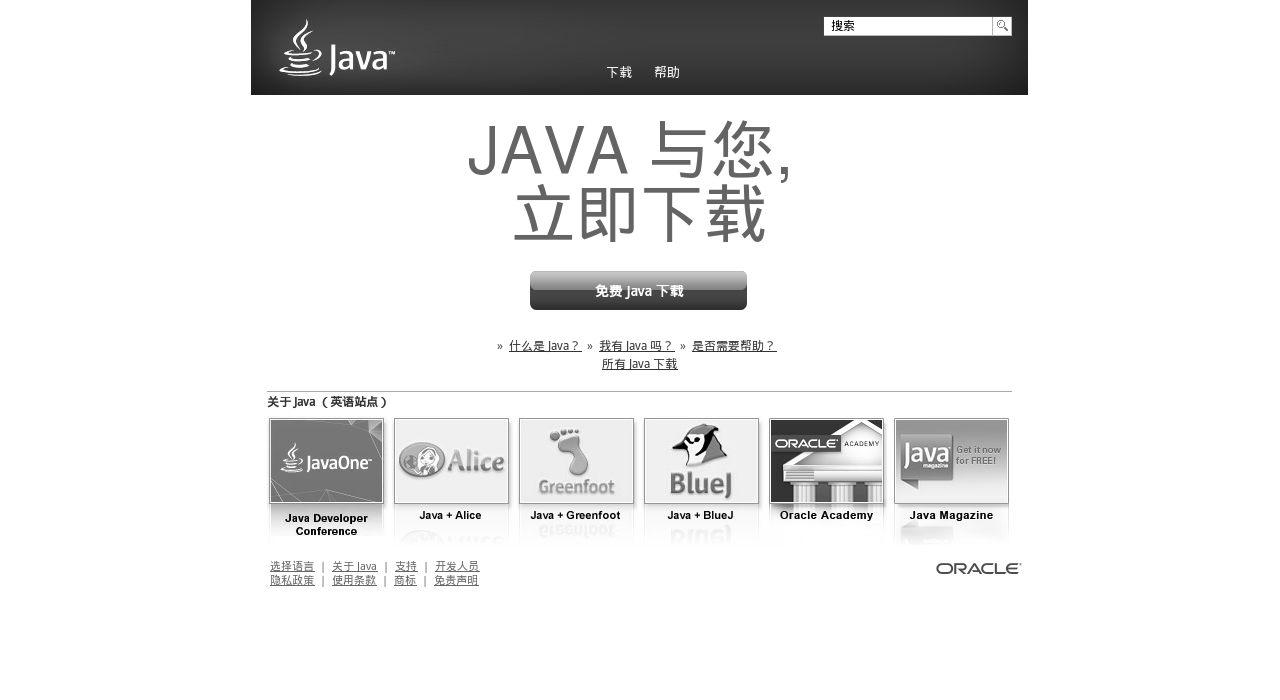 Java™
搜索
下载 帮助
JAVA 与您,
立即下载
免费 Java 下载
» 什么是 Java？ » 我有 Java 吗？ » 是否需要帮助？
所有 Java 下载
关于 Java （英语站点）
JavaOne™
Alice
Greenfoot
BlueJ
ORACLE® ACADEMY
Java magazine
Get it now
for FREE!
Java Developer
Conference
Java + Alice
Java + Greenfoot
Java + BlueJ
Oracle Academy
Java Magazine
选择语言 | 关于 Java | 支持 | 开发人员
隐私政策 | 使用条款 | 商标 | 免责声明
ORACLE®